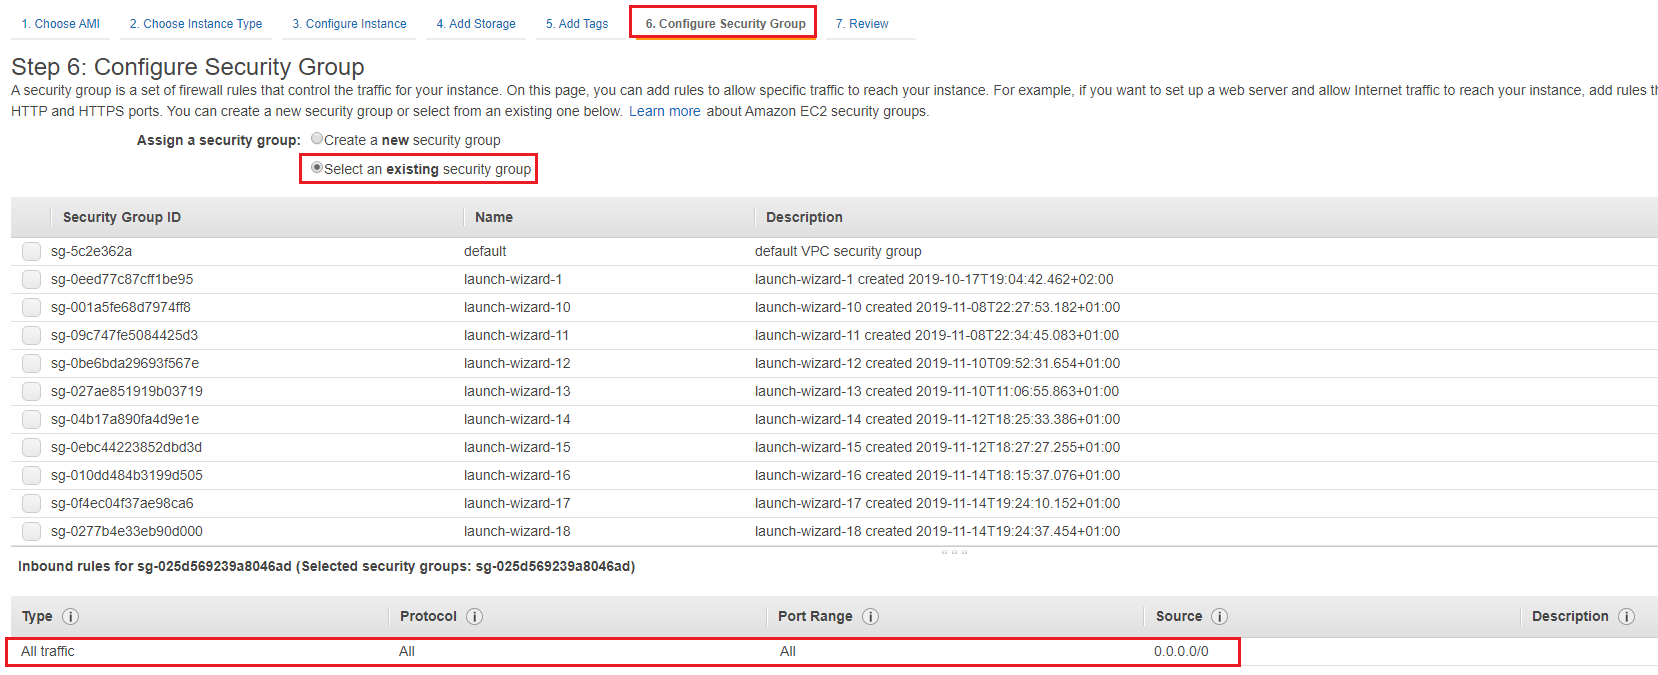 1. Choose AMI 2. Choose Instance Type 3. Configure Instance 4. Add Storage 5. Add Tags 6. Configure Security Group 7. Review
Step 6: Configure Security Group
A security group is a set of firewall rules that control the traffic for your instance. On this page, you can add rules to allow specific traffic to reach your instance. For example, if you want to set up a web server and allow Internet traffic to reach your instance, add rules
HTTP and HTTPS ports. You can create a new security group or select from an existing one below. Learn more about Amazon EC2 security groups.
Assign a security group: Create a new security group
Select an existing security group
Security Group ID Name Description
sg-5c2e362a default default VPC security group
sg-0eed77c87cff1be95 launch-wizard-1 launch-wizard-1 created 2019-10-17T19:04:42.462+02:00
sg-001a5fe68d7974ff8 launch-wizard-10 launch-wizard-10 created 2019-11-08T22:27:53.182+01:00
sg-09c747fe5084425d3 launch-wizard-11 launch-wizard-11 created 2019-11-08T22:34:45.083+01:00
sg-0be6bda29693f567e launch-wizard-12 launch-wizard-12 created 2019-11-10T09:52:31.654+01:00
sg-027ae851919b03719 launch-wizard-13 launch-wizard-13 created 2019-11-10T11:06:55.863+01:00
sg-04b17a890fa4d9e1e launch-wizard-14 launch-wizard-14 created 2019-11-12T18:25:33.386+01:00
sg-0ebc44223852dbd3d launch-wizard-15 launch-wizard-15 created 2019-11-12T18:27:27.255+01:00
sg-010dd484b3199d505 launch-wizard-16 launch-wizard-16 created 2019-11-14T18:15:37.076+01:00
sg-0f4ec04f37ae98ca6 launch-wizard-17 launch-wizard-17 created 2019-11-14T19:24:10.152+01:00
sg-0277b4e33eb90d000 launch-wizard-18 launch-wizard-18 created 2019-11-14T19:24:37.454+01:00
Inbound rules for sg-025d569239a8046ad (Selected security groups: sg-025d569239a8046ad)
Type i Protocol i Port Range i Source i Description i
All traffic All All 0.0.0.0/0